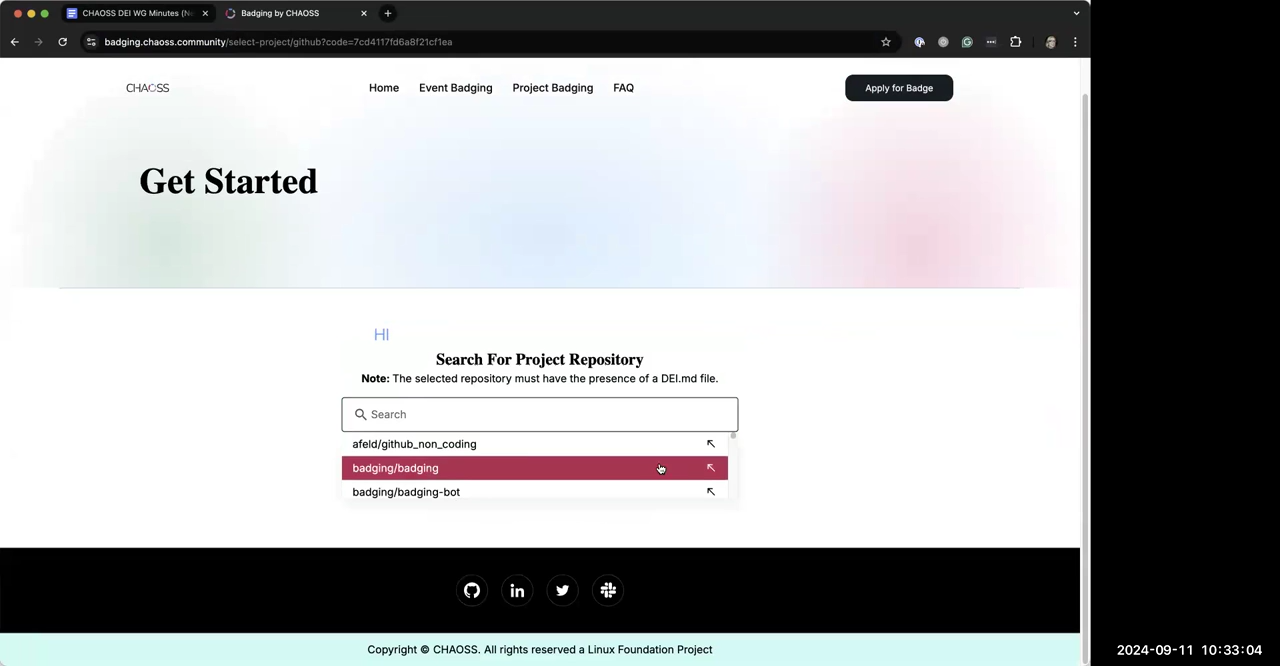 CHAOSS DEI WG Minutes (Ne
Badging by CHAOSS
badging.chaoss.community/select-project/github?code=7cd4117fd6a8f21cf1ea
CHAOSS
Home
Event Badging
Project Badging
FAQ
Apply for Badge
Get Started
HI
Search For Project Repository
Note: The selected repository must have the presence of a DEI.md file.
Search
afeld/github_non_coding
badging/badging
badging/badging-bot
Copyright © CHAOSS. All rights reserved a Linux Foundation Project
2024-09-11 10:33:04